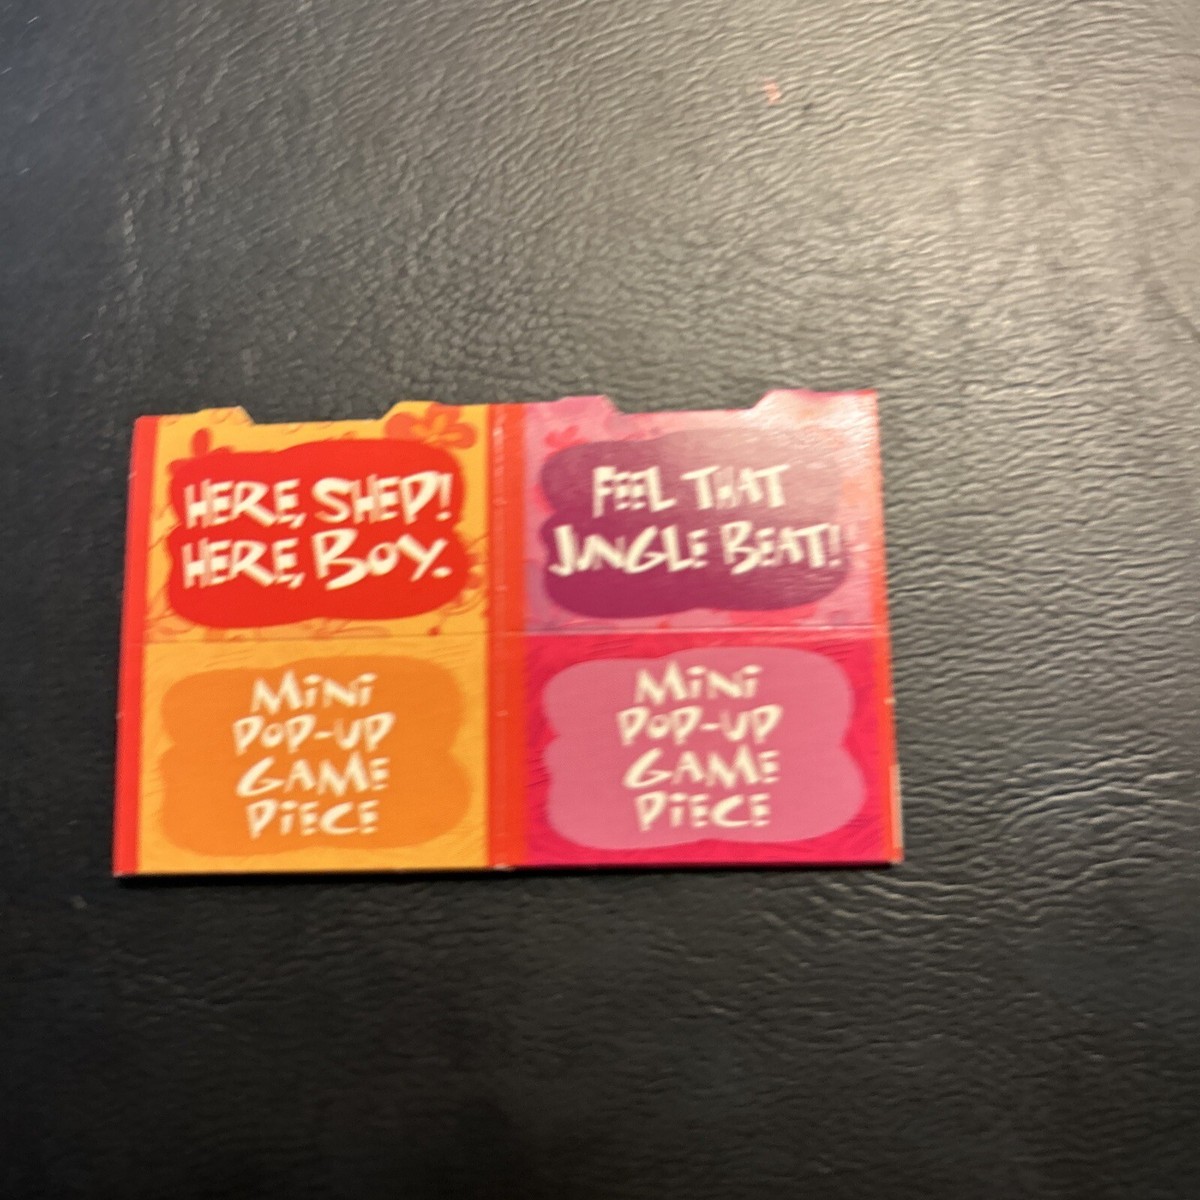 HERE, SHEP!
HERE, BOY.
MiNi
POP-UP
GAME
PiECE
FEEL THAT
JUNGLE BEAT!
MiNi
POP-UP
GAME
PiECE